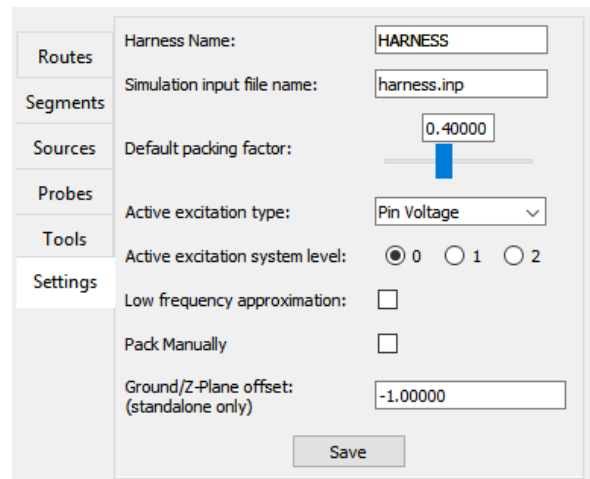 Routes
Segments
Sources
Probes
Tools
Settings
Harness Name: HARNESS
Simulation input file name: harness.inp
0.40000
Default packing factor:
Active excitation type: Pin Voltage
Active excitation system level: 0 1 2
Low frequency approximation:
Pack Manually
Ground/Z-Plane offset:
(standalone only) -1.00000
Save